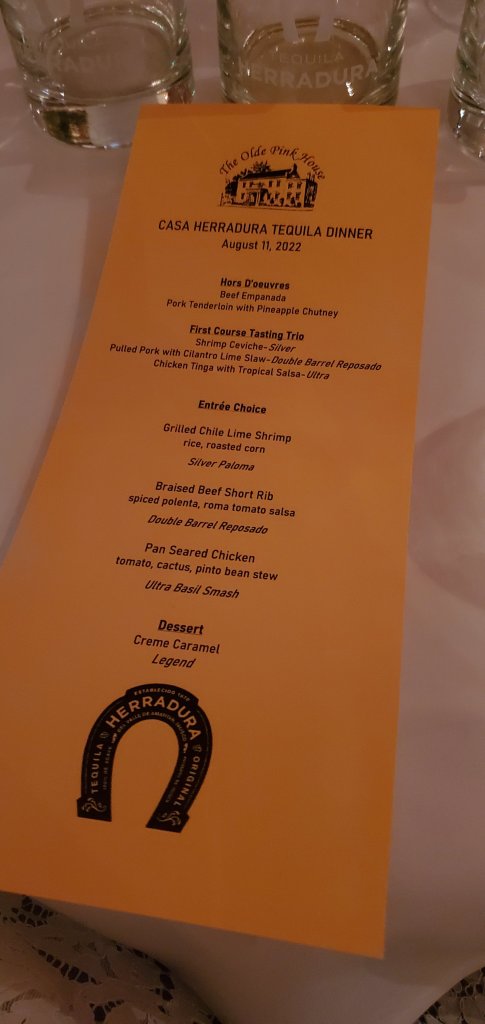 RADU
TEQUILA
HERRADURA
The Olde Pink House
CASA HERRADURA TEQUILA DINNER
August 11, 2022
Hors D'oeuvres
Beef Empanada
Pork Tenderloin with Pineapple Chutney
First Course Tasting Trio
Shrimp Ceviche-Silver
Pulled Pork with Cilantro Lime Slaw-Double Barrel Reposado
Chicken Tinga with Tropical Salsa-Ultra
Entrée Choice
Grilled Chile Lime Shrimp
rice, roasted corn
Silver Paloma
Braised Beef Short Rib
spiced polenta, roma tomato salsa
Double Barrel Reposado
Pan Seared Chicken
tomato, cactus, pinto bean stew
Ultra Basil Smash
Dessert
Creme Caramel
Legend
ESTABLECIDO 1870
TEQUILA HERRADURA ORIGINAL